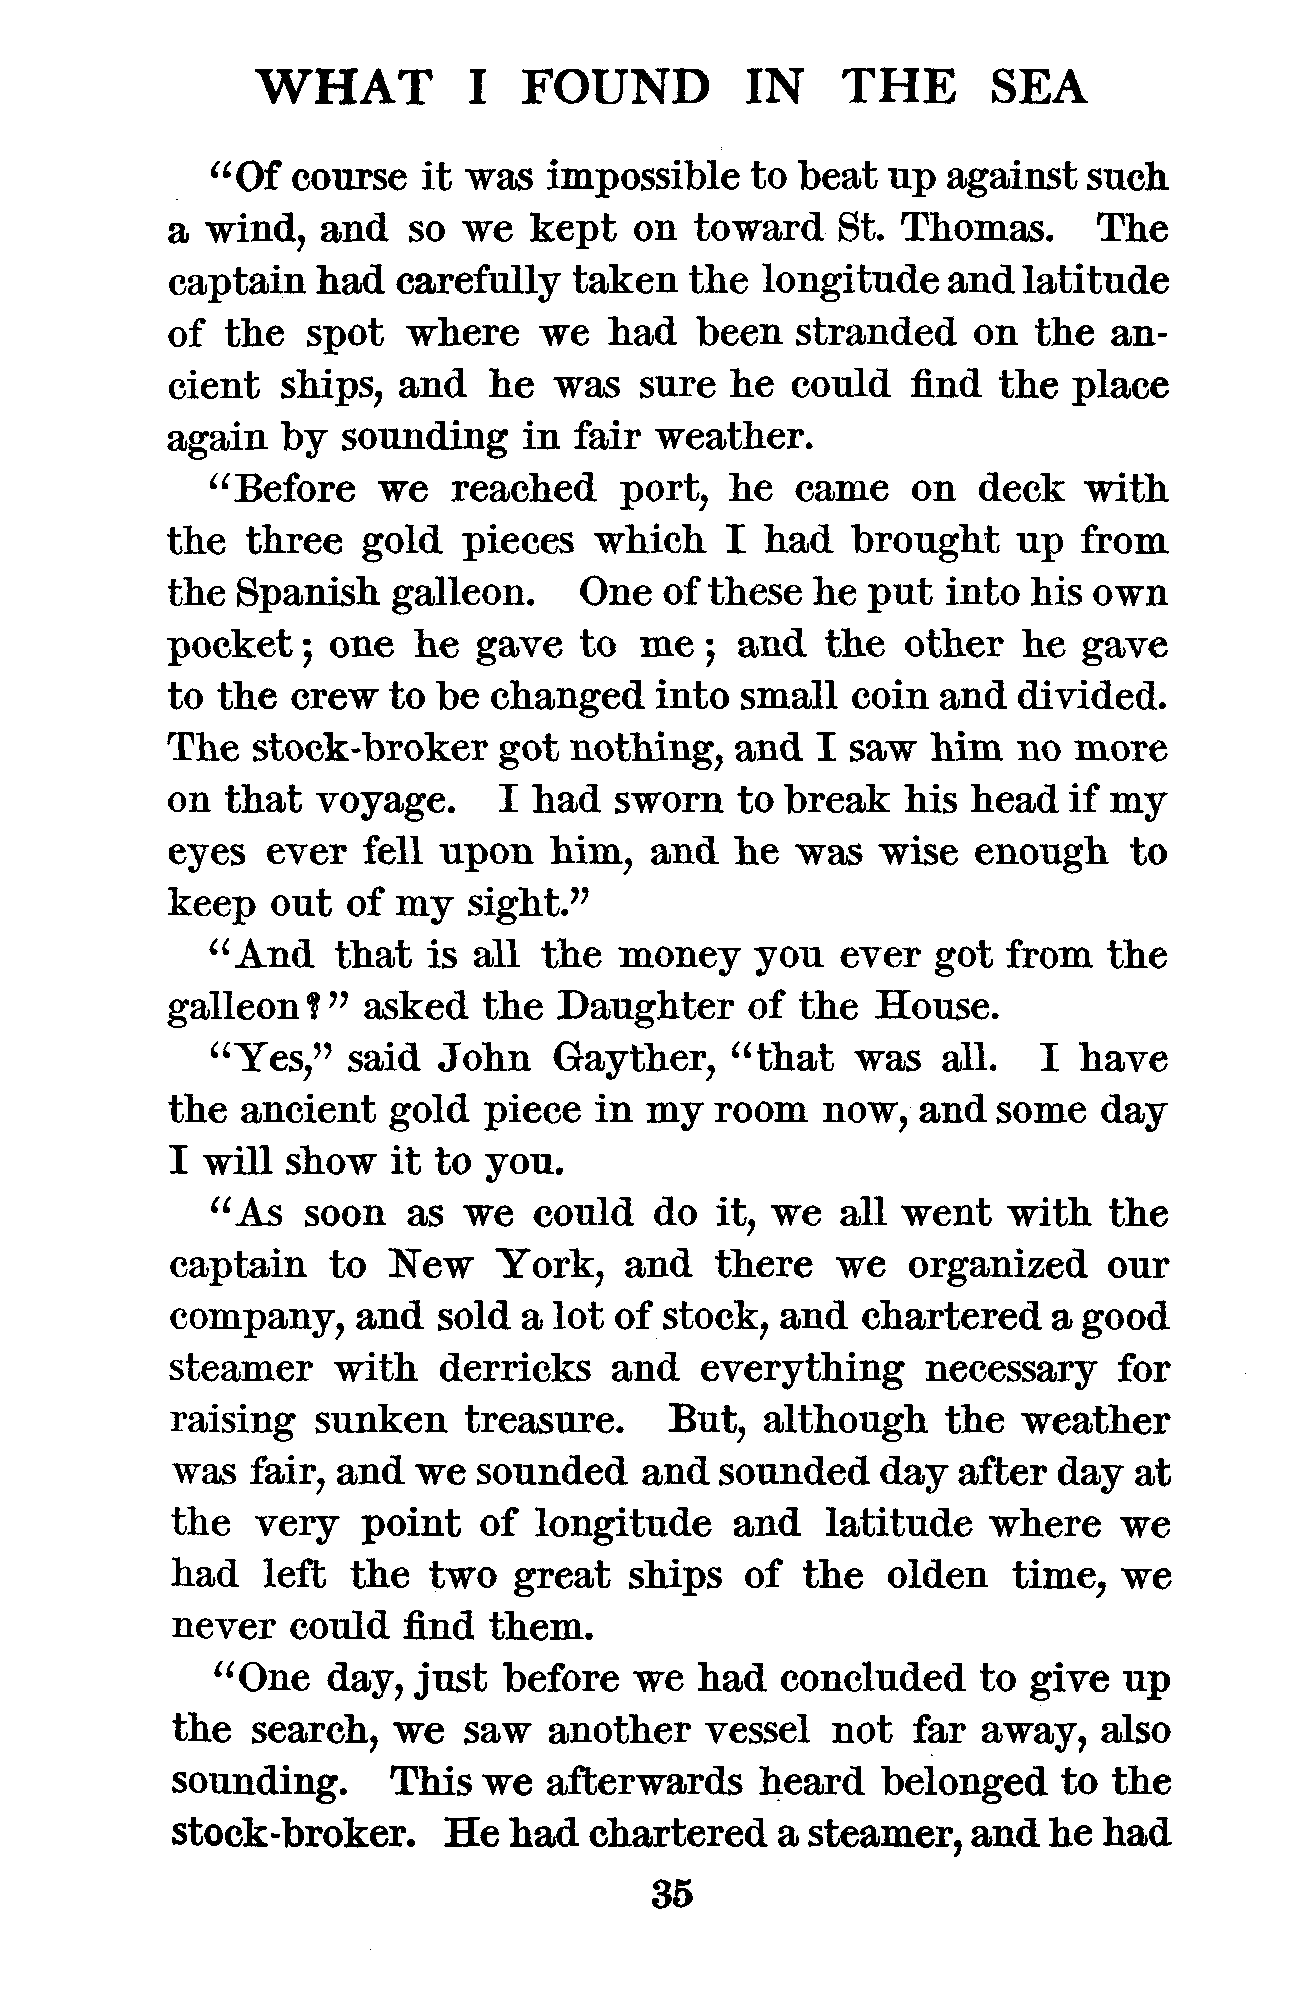 WHAT I FOUND IN THE SEA
"Of course it was impossible to beat up against such
a wind, and so we kept on toward St. Thomas. The
captain had carefully taken the longitude and latitude
of the spot where we had been stranded on the an-
cient ships, and he was sure he could find the place
again by sounding in fair weather.
"Before we reached port, he came on deck with
the three gold pieces which I had brought up from
the Spanish galleon. One of these he put into his own
pocket; one he gave to me; and the other he gave
to the crew to be changed into small coin and divided.
The stock-broker got nothing, and I saw him no more
on that voyage. I had sworn to break his head if my
eyes ever fell upon him, and he was wise enough to
keep out of my sight."
"And that is all the money you ever got from the
galleon?" asked the Daughter of the House.
"Yes," said John Gayther, "that was all. I have
the ancient gold piece in my room now, and some day
I will show it to you.
"As soon as we could do it, we all went with the
captain to New York, and there we organized our
company, and sold a lot of stock, and chartered a good
steamer with derricks and everything necessary for
raising sunken treasure. But, although the weather
was fair, and we sounded and sounded day after day at
the very point of longitude and latitude where we
had left the two great ships of the olden time, we
never could find them.
"One day, just before we had concluded to give up
the search, we saw another vessel not far away, also
sounding. This we afterwards heard belonged to the
stock-broker. He had chartered a steamer, and he had
35